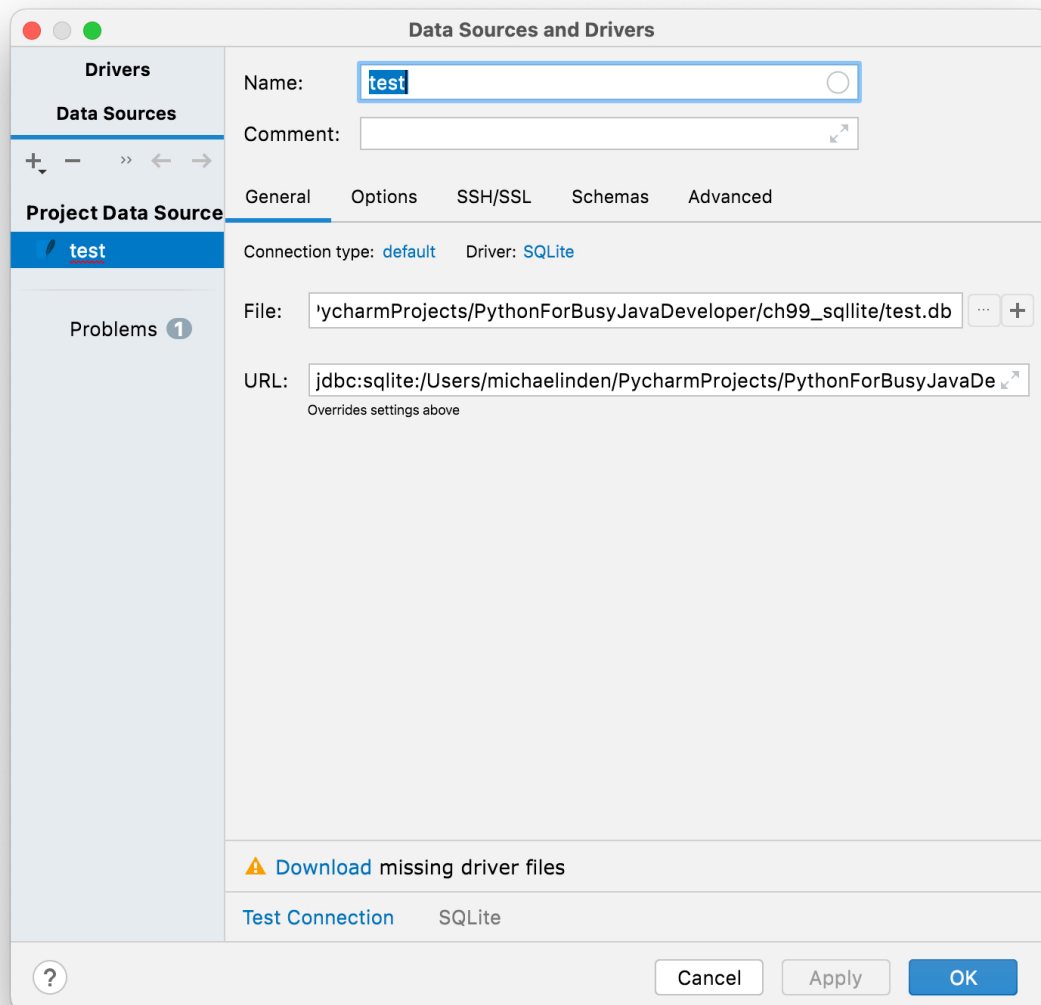 Data Sources and Drivers
Drivers
Data Sources
Project Data Source
test
Problems 1
Name: test
Comment:
General Options SSH/SSL Schemas Advanced
Connection type: default Driver: SQLite
File: ycharmProjects/PythonForBusyJavaDeveloper/ch99_sqllite/test.db ...
URL: jdbc:sqlite:/Users/michaelinden/PycharmProjects/PythonForBusyJavaDe
Overrides settings above
Download missing driver files
Test Connection SQLite
? Cancel Apply OK